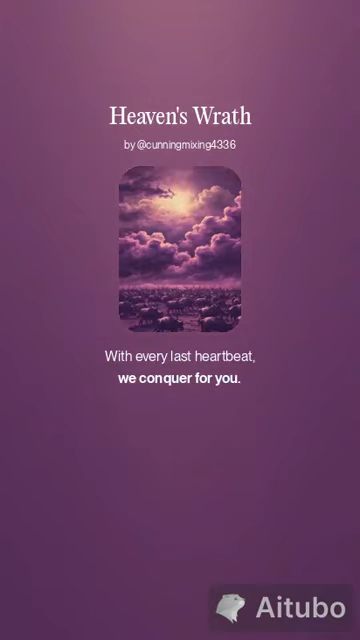 Heaven's Wrath
by @cunningmixing4336
With every last heartbeat,
we conquer for you.
Aitubo